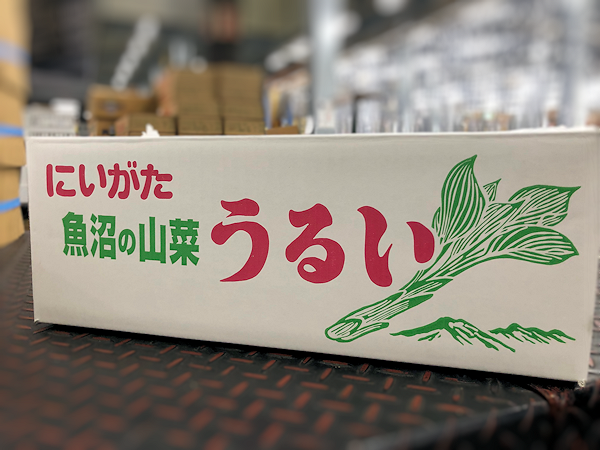 にいがた
魚沼の山菜
うるい